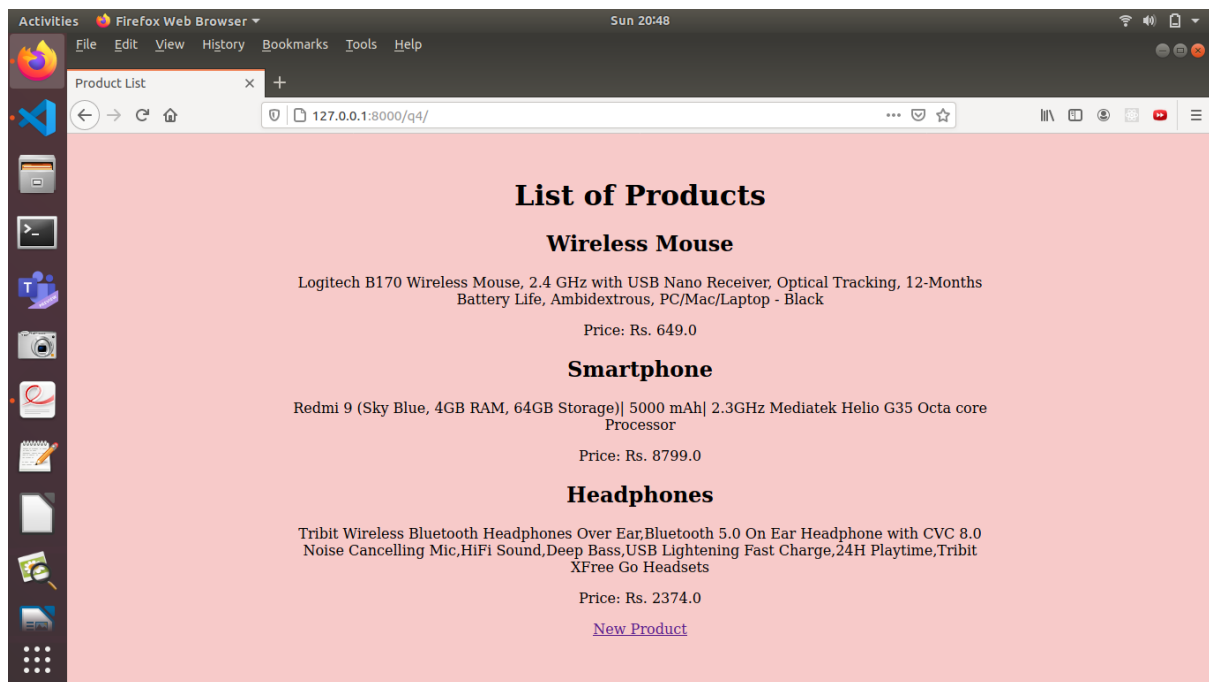 Activities Firefox Web Browser Sun 20:48
File Edit View History Bookmarks Tools Help
Product List
127.0.0.1:8000/q4/
List of Products
Wireless Mouse
Logitech B170 Wireless Mouse, 2.4 GHz with USB Nano Receiver, Optical Tracking, 12-Months
Battery Life, Ambidextrous, PC/Mac/Laptop - Black
Price: Rs. 649.0
Smartphone
Redmi 9 (Sky Blue, 4GB RAM, 64GB Storage)| 5000 mAh| 2.3GHz Mediatek Helio G35 Octa core
Processor
Price: Rs. 8799.0
Headphones
Tribit Wireless Bluetooth Headphones Over Ear,Bluetooth 5.0 On Ear Headphone with CVC 8.0
Noise Cancelling Mic,HiFi Sound,Deep Bass,USB Lightening Fast Charge,24H Playtime,Tribit
XFree Go Headsets
Price: Rs. 2374.0
New Product